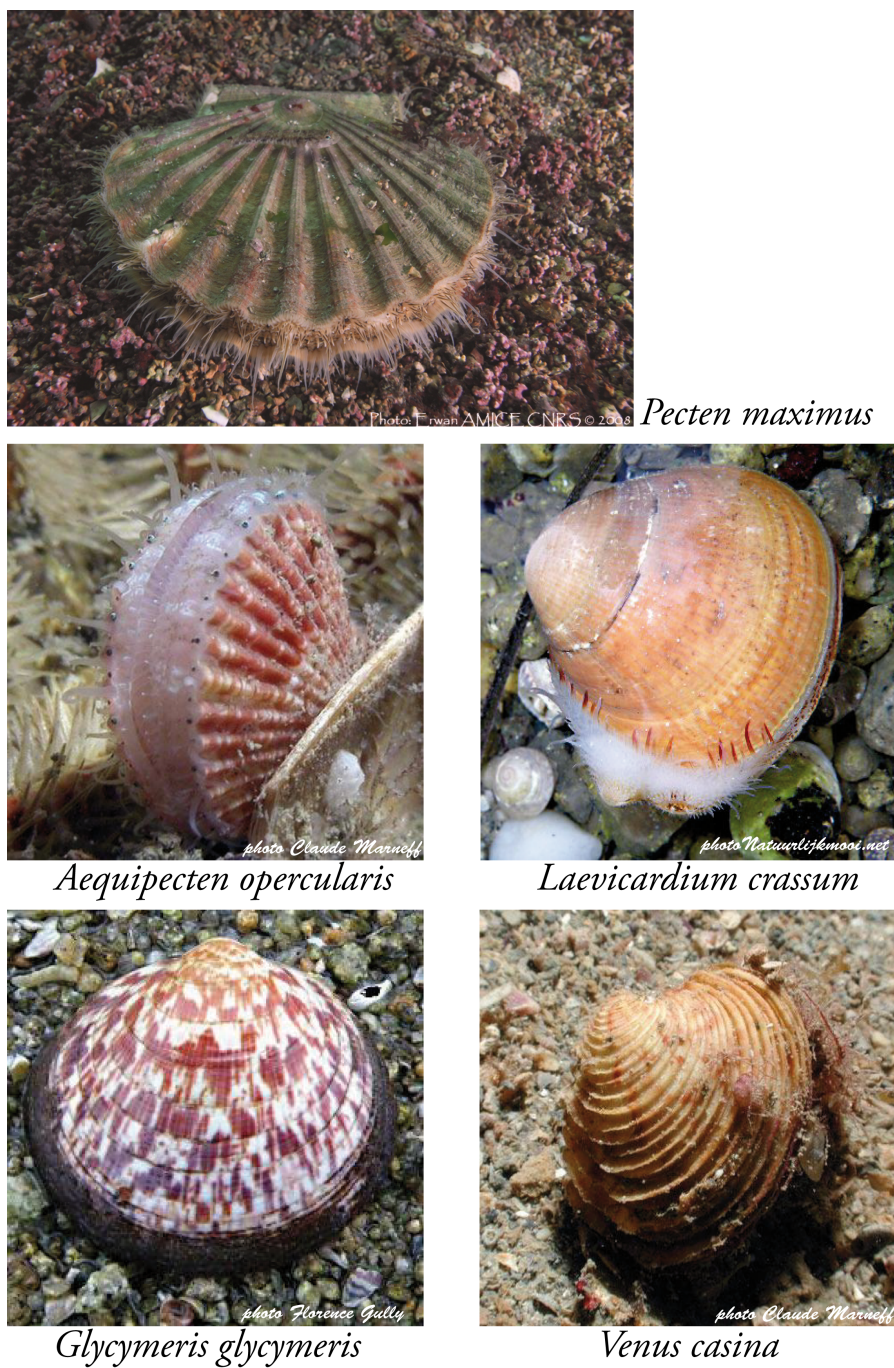 Photo: Erwan AMICE CNRS © 2008
Pecten maximus
photo Claude Marneff
photoNatuurlijkmooi.net
Aequipecten opercularis
Laevicardium crassum
photo Florence Gully
photo Claude Marneff
Glycymeris glycymeris
Venus casina